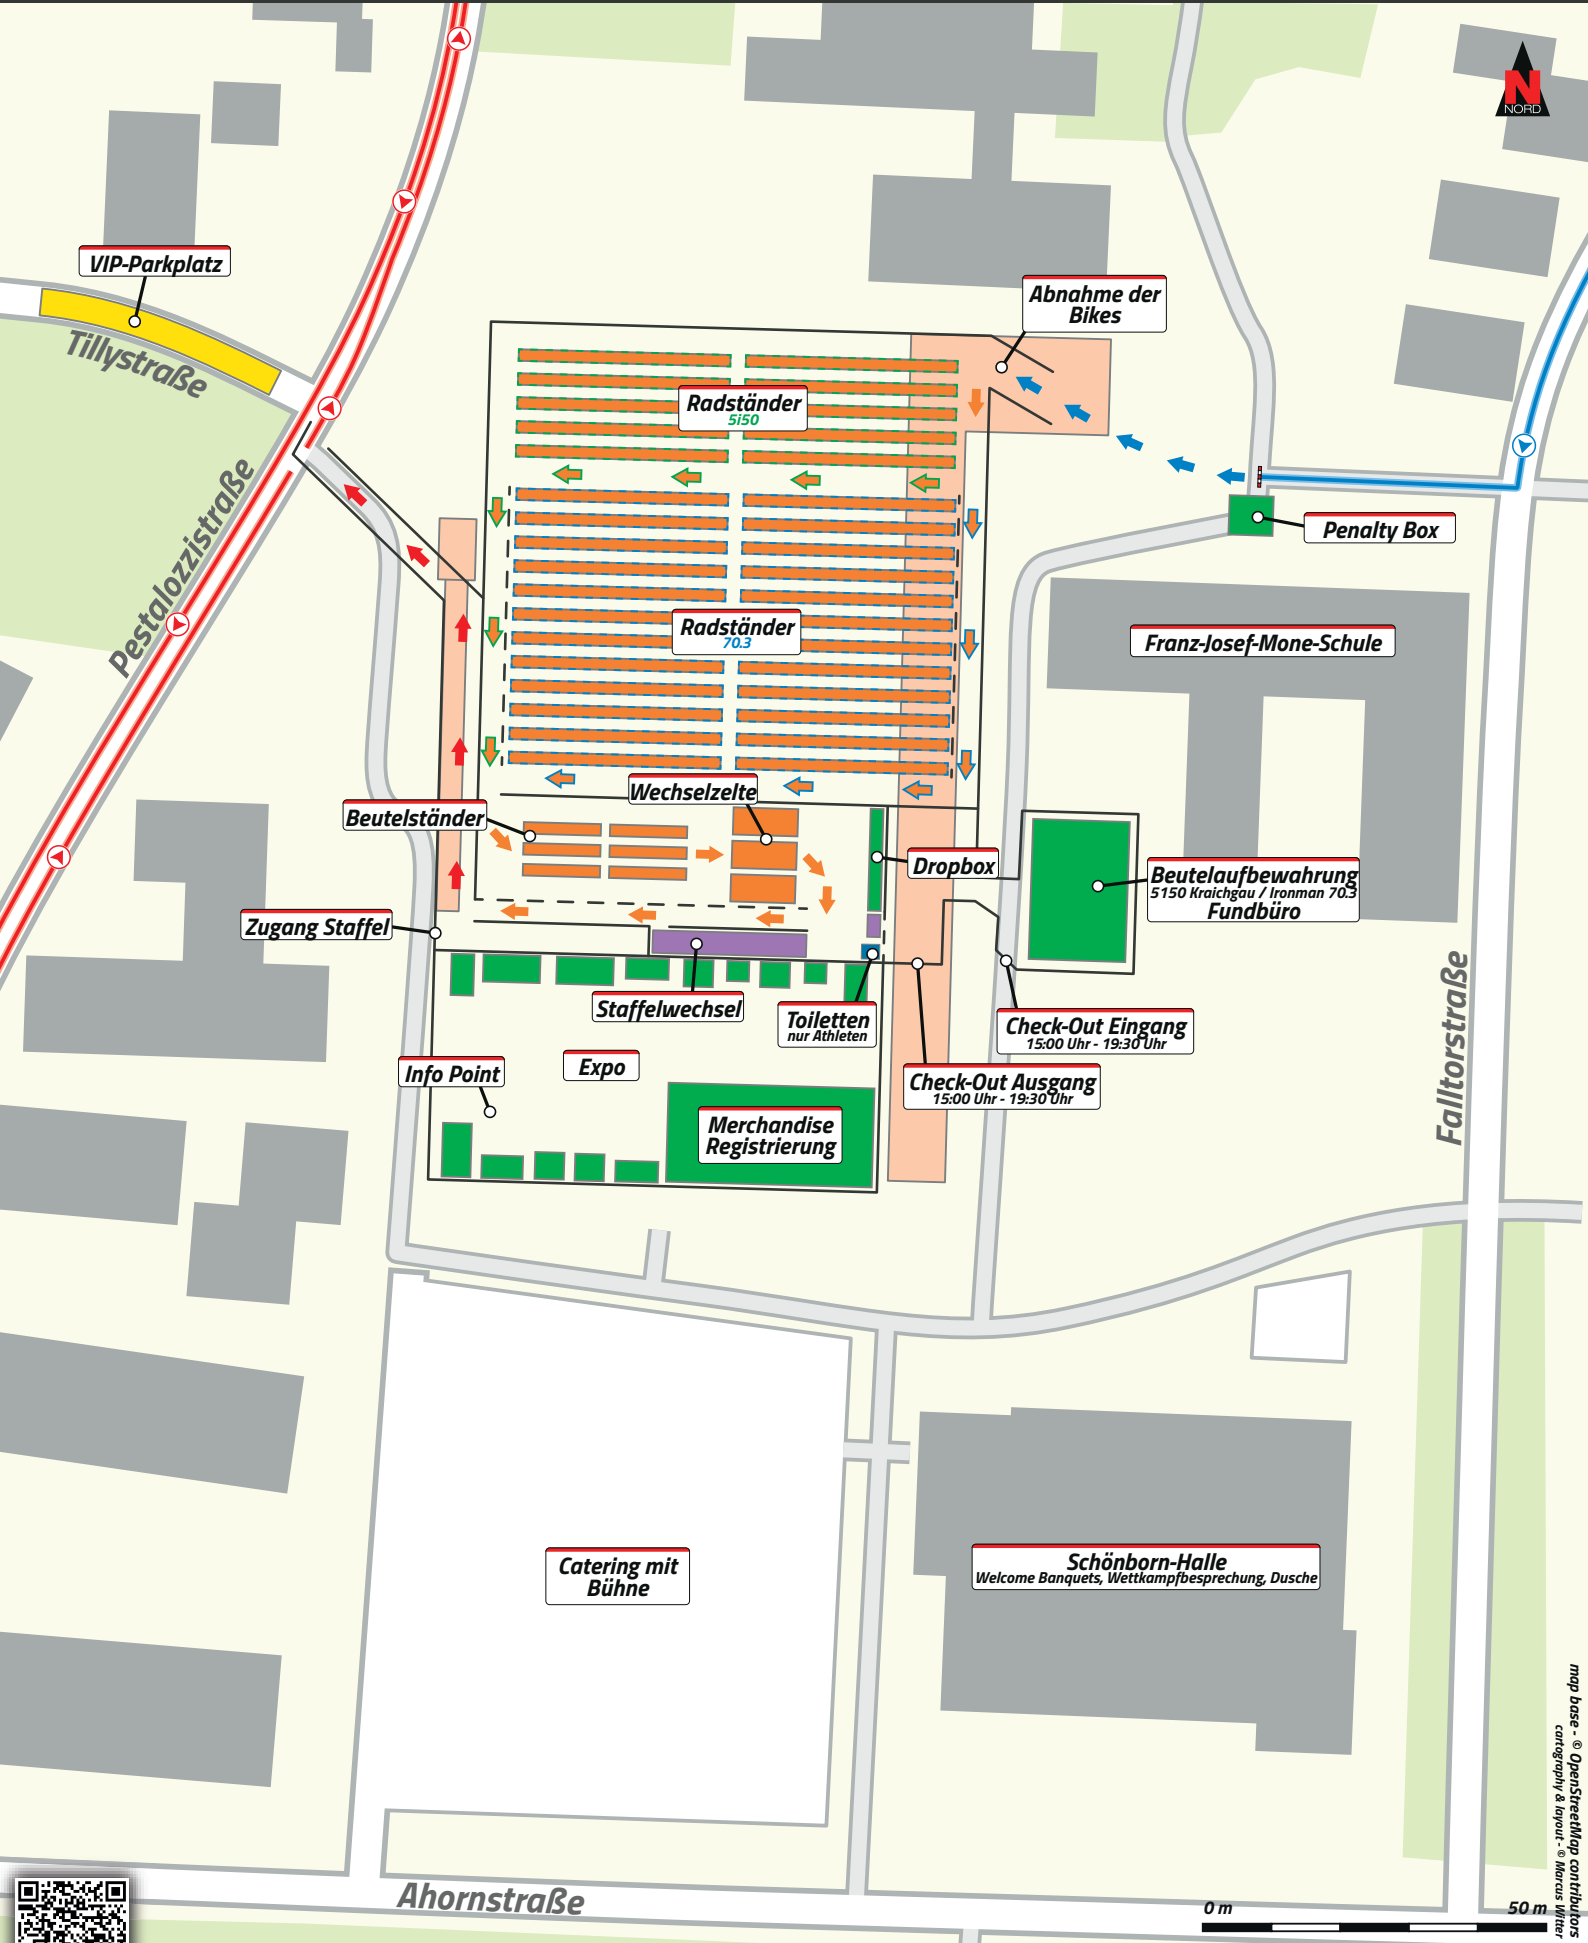 N
NORD
VIP-Parkplatz
Tillystraße
Abnahme der
Bikes
Radständer
5i50
Pestalozzistraße
Penalty Box
Radständer
70.3
Franz-Josef-Mone-Schule
Wechselzelte
Beutelständer
Dropbox
Beutelaufbewahrung
5150 Kraichgau / Ironman 70.3
Fundbüro
Zugang Staffel
Staffelwechsel
Toiletten
nur Athleten
Check-Out Eingang
15:00 Uhr - 19:30 Uhr
Falltorstraße
Info Point
Expo
Check-Out Ausgang
15:00 Uhr - 19:30 Uhr
Merchandise
Registrierung
Catering mit
Bühne
Schönborn-Halle
Welcome Banquets, Wettkampfbesprechung, Dusche
Ahornstraße
0 m
50 m
map base - © OpenStreetMap contributors
cartography & layout - © Marcus Witter